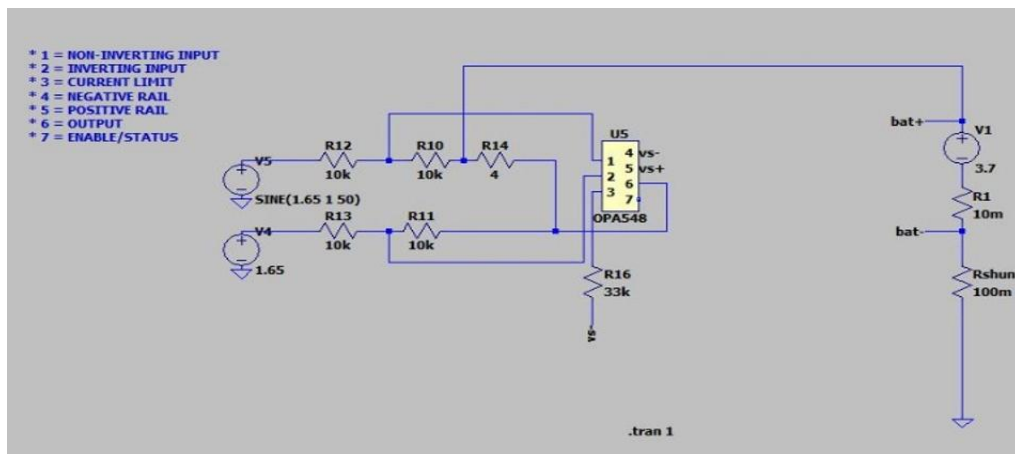 * 1 = NON-INVERTING INPUT
* 2 = INVERTING INPUT
* 3 = CURRENT LIMIT
* 4 = NEGATIVE RAIL
* 5 = POSITIVE RAIL
* 6 = OUTPUT
* 7 = ENABLE/STATUS
V5
SINE(1.65 1 50)
R12
10k
R10
10k
R14
4
V4
1.65
R13
10k
R11
10k
U5
1
2
3
4
5
6
7
vs-
vs+
OPA548
R16
33k
vs-
bat+
V1
3.7
R1
10m
bat-
Rshun
100m
.tran 1